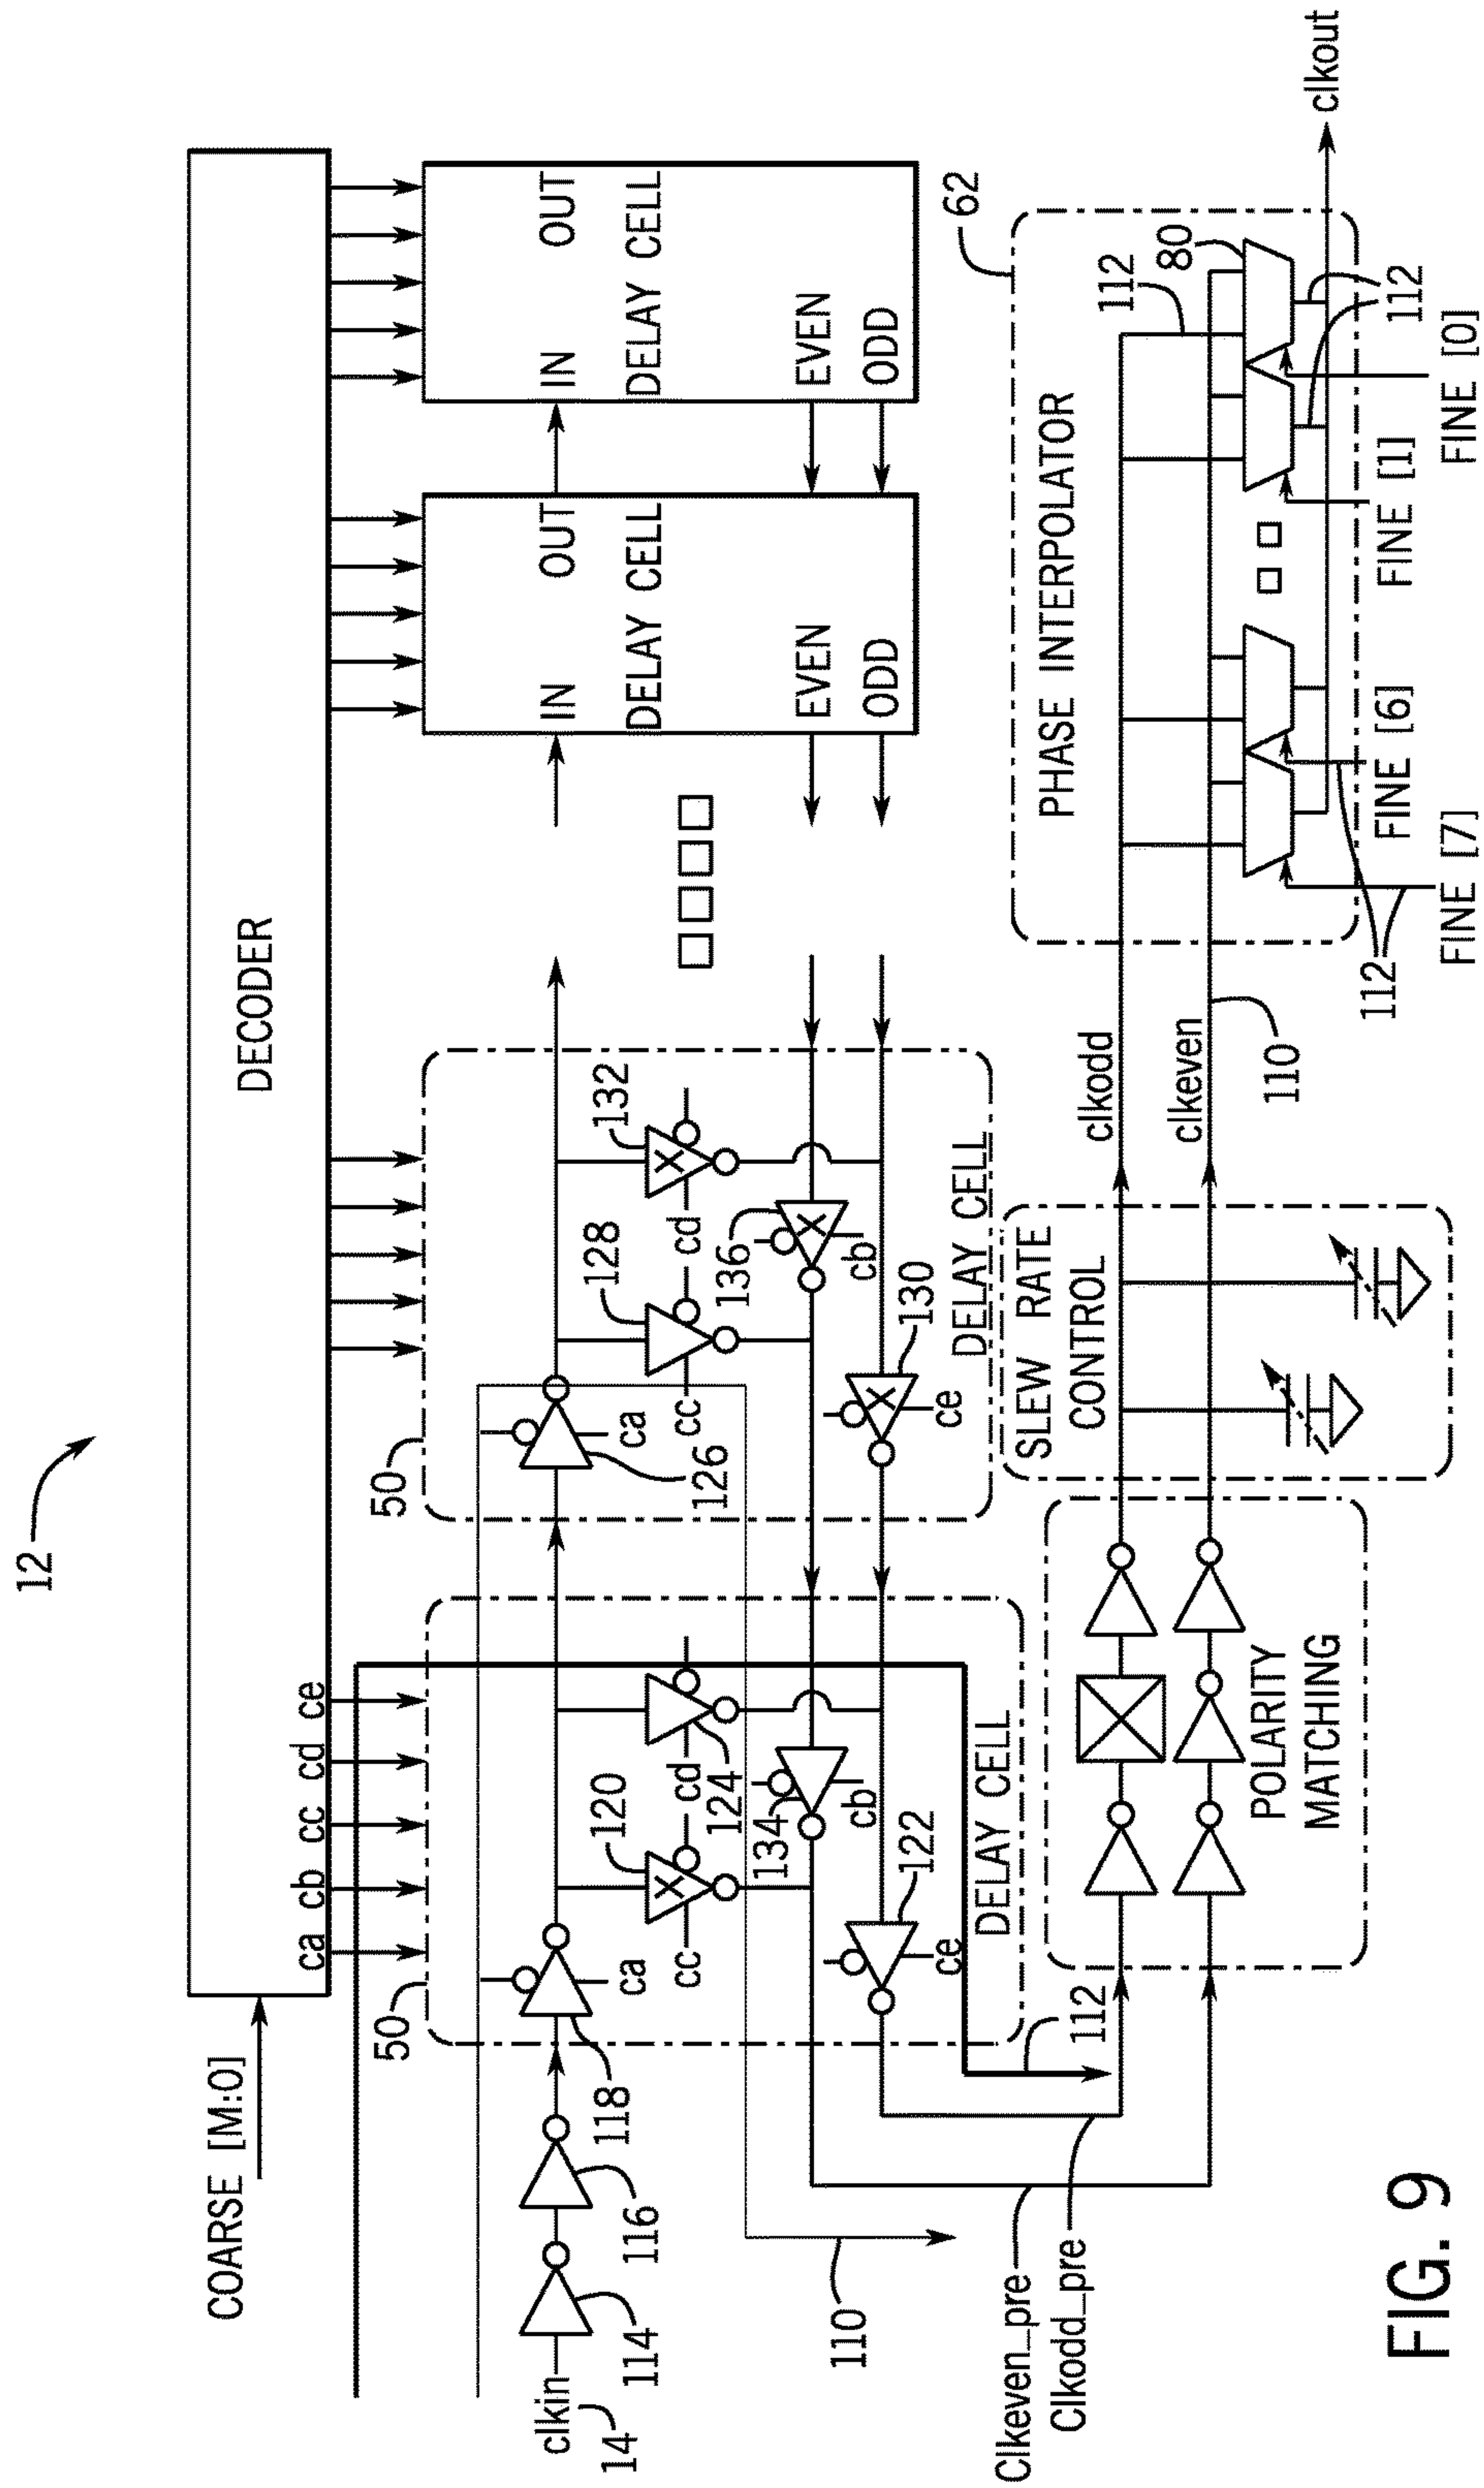 12
COARSE [M:0]
DECODER
ca cb cc cd ce
50
50
IN OUT
DELAY CELL
EVEN
ODD
IN OUT
DELAY CELL
EVEN
ODD
clkin
14
114
116
118
ca
120
cc
cd
124
134
cb
122
ce
DELAY CELL
126
ca
128
cc
cd
132
136
cb
130
ce
DELAY CELL
110
112
Clkeven_pre
Clkodd_pre
POLARITY
MATCHING
SLEW RATE
CONTROL
clkodd
clkeven
110
62
PHASE INTERPOLATOR
112
80
112
112
clkout
FINE [7]
FINE [6]
FINE [1]
FINE [0]
FIG. 9